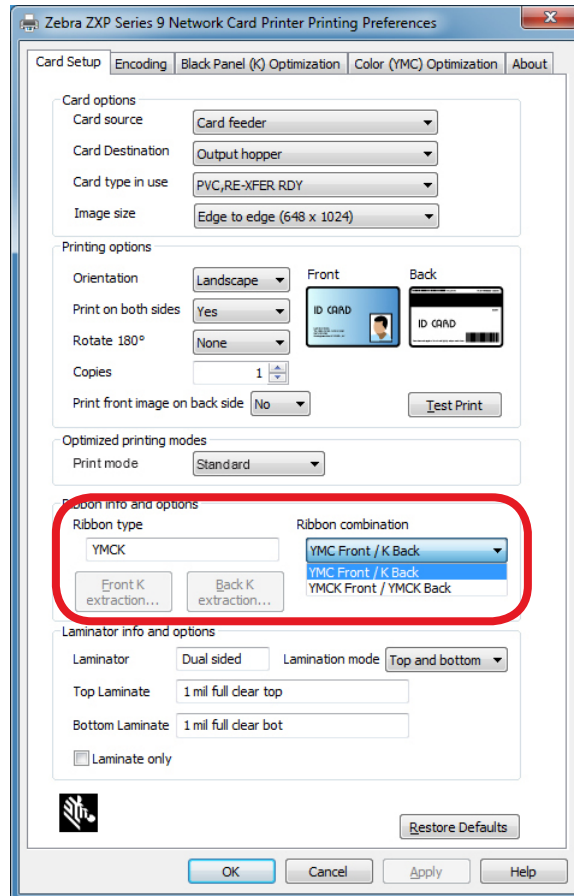 Zebra ZXP Series 9 Network Card Printer Printing Preferences
Card Setup Encoding Black Panel (K) Optimization Color (YMC) Optimization About
Card options
Card source Card feeder
Card Destination Output hopper
Card type in use PVC,RE-XFER RDY
Image size Edge to edge (648 x 1024)
Printing options
Orientation Landscape Front Back
Print on both sides Yes
ID CARD ID CARD
Rotate 180° None
Copies 1
Print front image on back side No Test Print
Optimized printing modes
Print mode Standard
Ribbon info and options
Ribbon type Ribbon combination
YMCK YMC Front / K Back
YMC Front / K Back
YMCK Front / YMCK Back
Front K extraction... Back K extraction...
Laminator info and options
Laminator Dual sided Lamination mode Top and bottom
Top Laminate 1 mil full clear top
Bottom Laminate 1 mil full clear bot
Laminate only
Restore Defaults
OK Cancel Apply Help